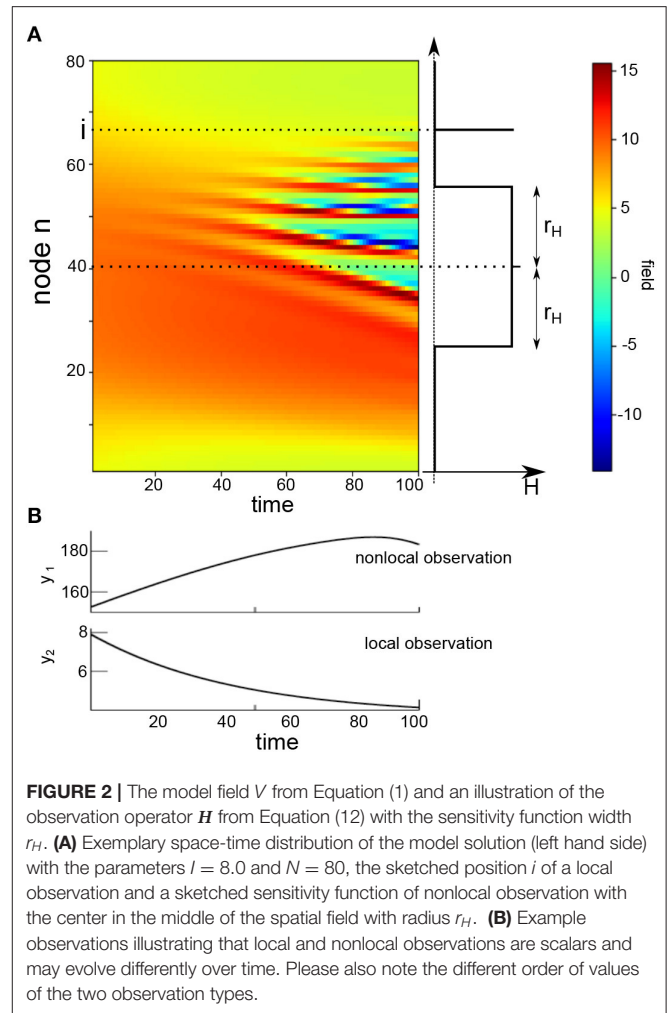 A
80
i
60
40
20
node n
20
40
60
80
100
time
r_H
r_H
H
15
10
5
0
-5
-10
field
B
y_1
180
160
nonlocal observation
y_2
8
6
local observation
20
40
60
80
100
time
FIGURE 2 | The model field V from Equation (1) and an illustration of the
observation operator H from Equation (12) with the sensitivity function width
r_H. (A) Exemplary space-time distribution of the model solution (left hand side)
with the parameters I = 8.0 and N = 80, the sketched position i of a local
observation and a sketched sensitivity function of nonlocal observation with
the center in the middle of the spatial field with radius r_H. (B) Example
observations illustrating that local and nonlocal observations are scalars and
may evolve differently over time. Please also note the different order of values
of the two observation types.